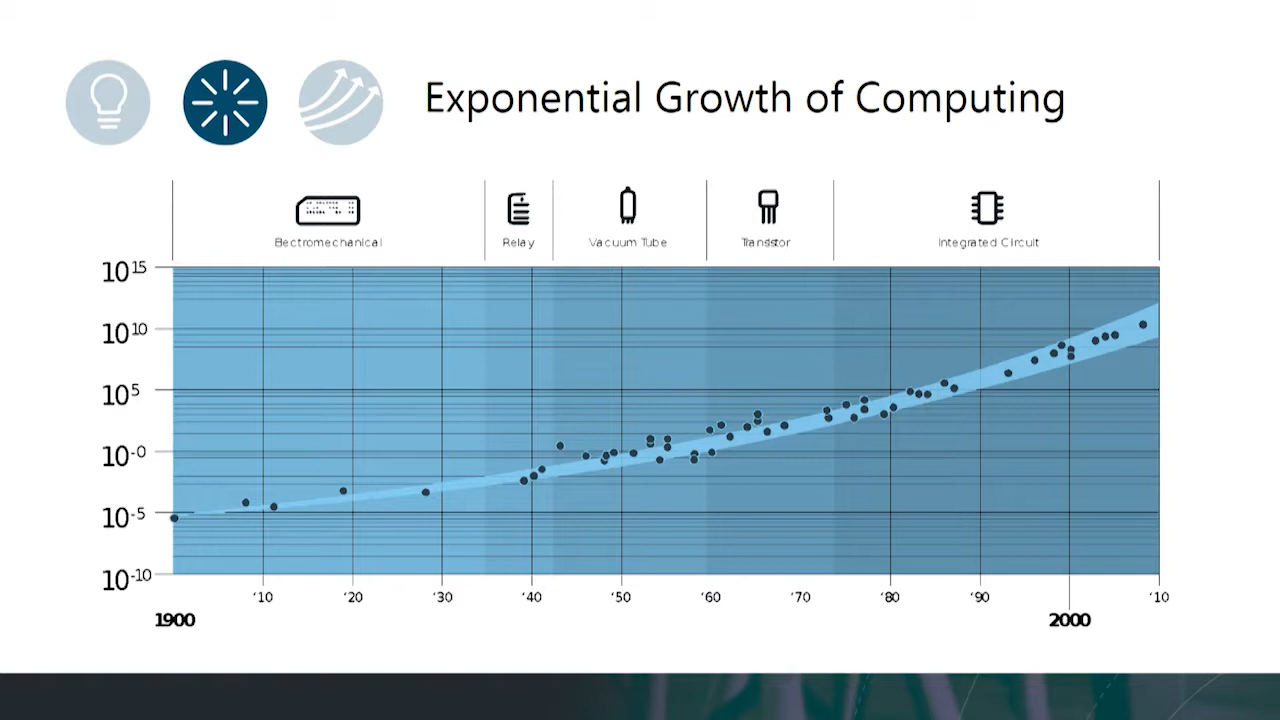 Exponential Growth of Computing
Electromechanical Relay Vacuum Tube Transistor Integrated Circuit
10^15
10^10
10^5
10^-0
10^-5
10^-10
'10 '20 '30 '40 '50 '60 '70 '80 '90 '10
1900 2000